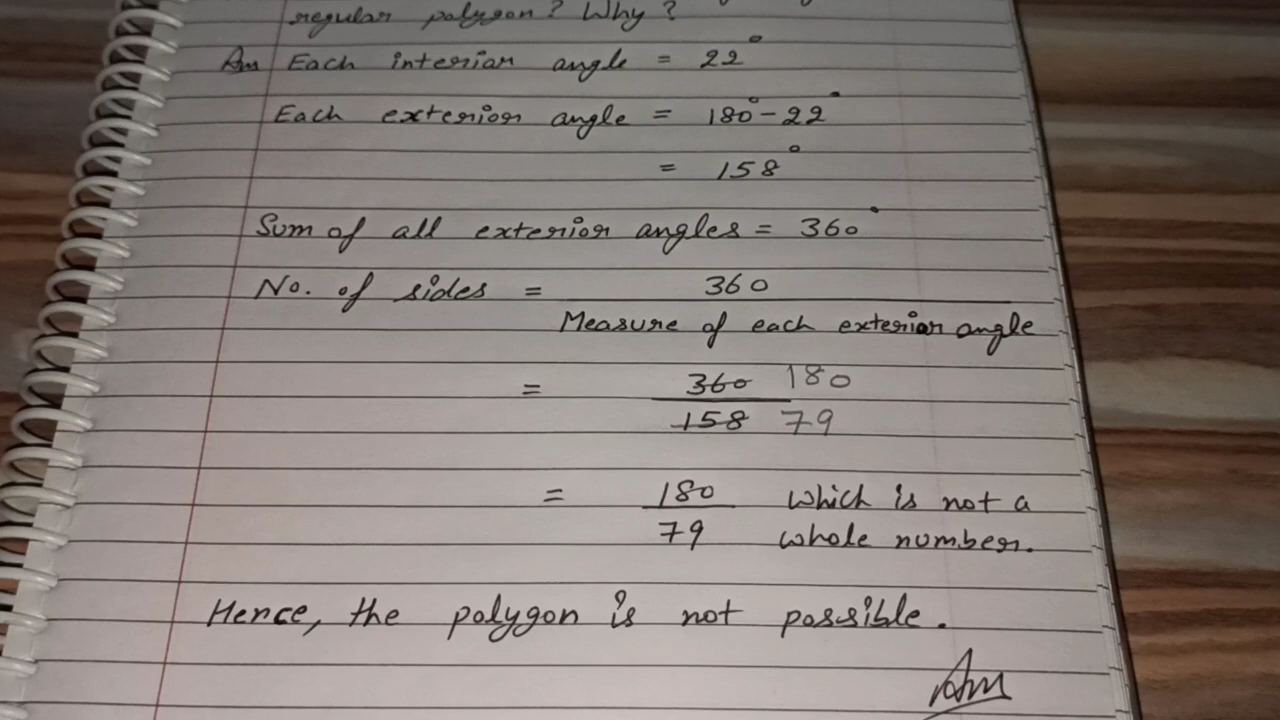 regular polygon? Why?
Ans Each interior angle = 22°
Each exterior angle = 180° - 22°
= 158°
Sum of all exterior angles = 360°
No. of sides = 360
Measure of each exterior angle
= 360 180
158 79
= 180 which is not a
79 whole number.
Hence, the polygon is not possible.
Ans